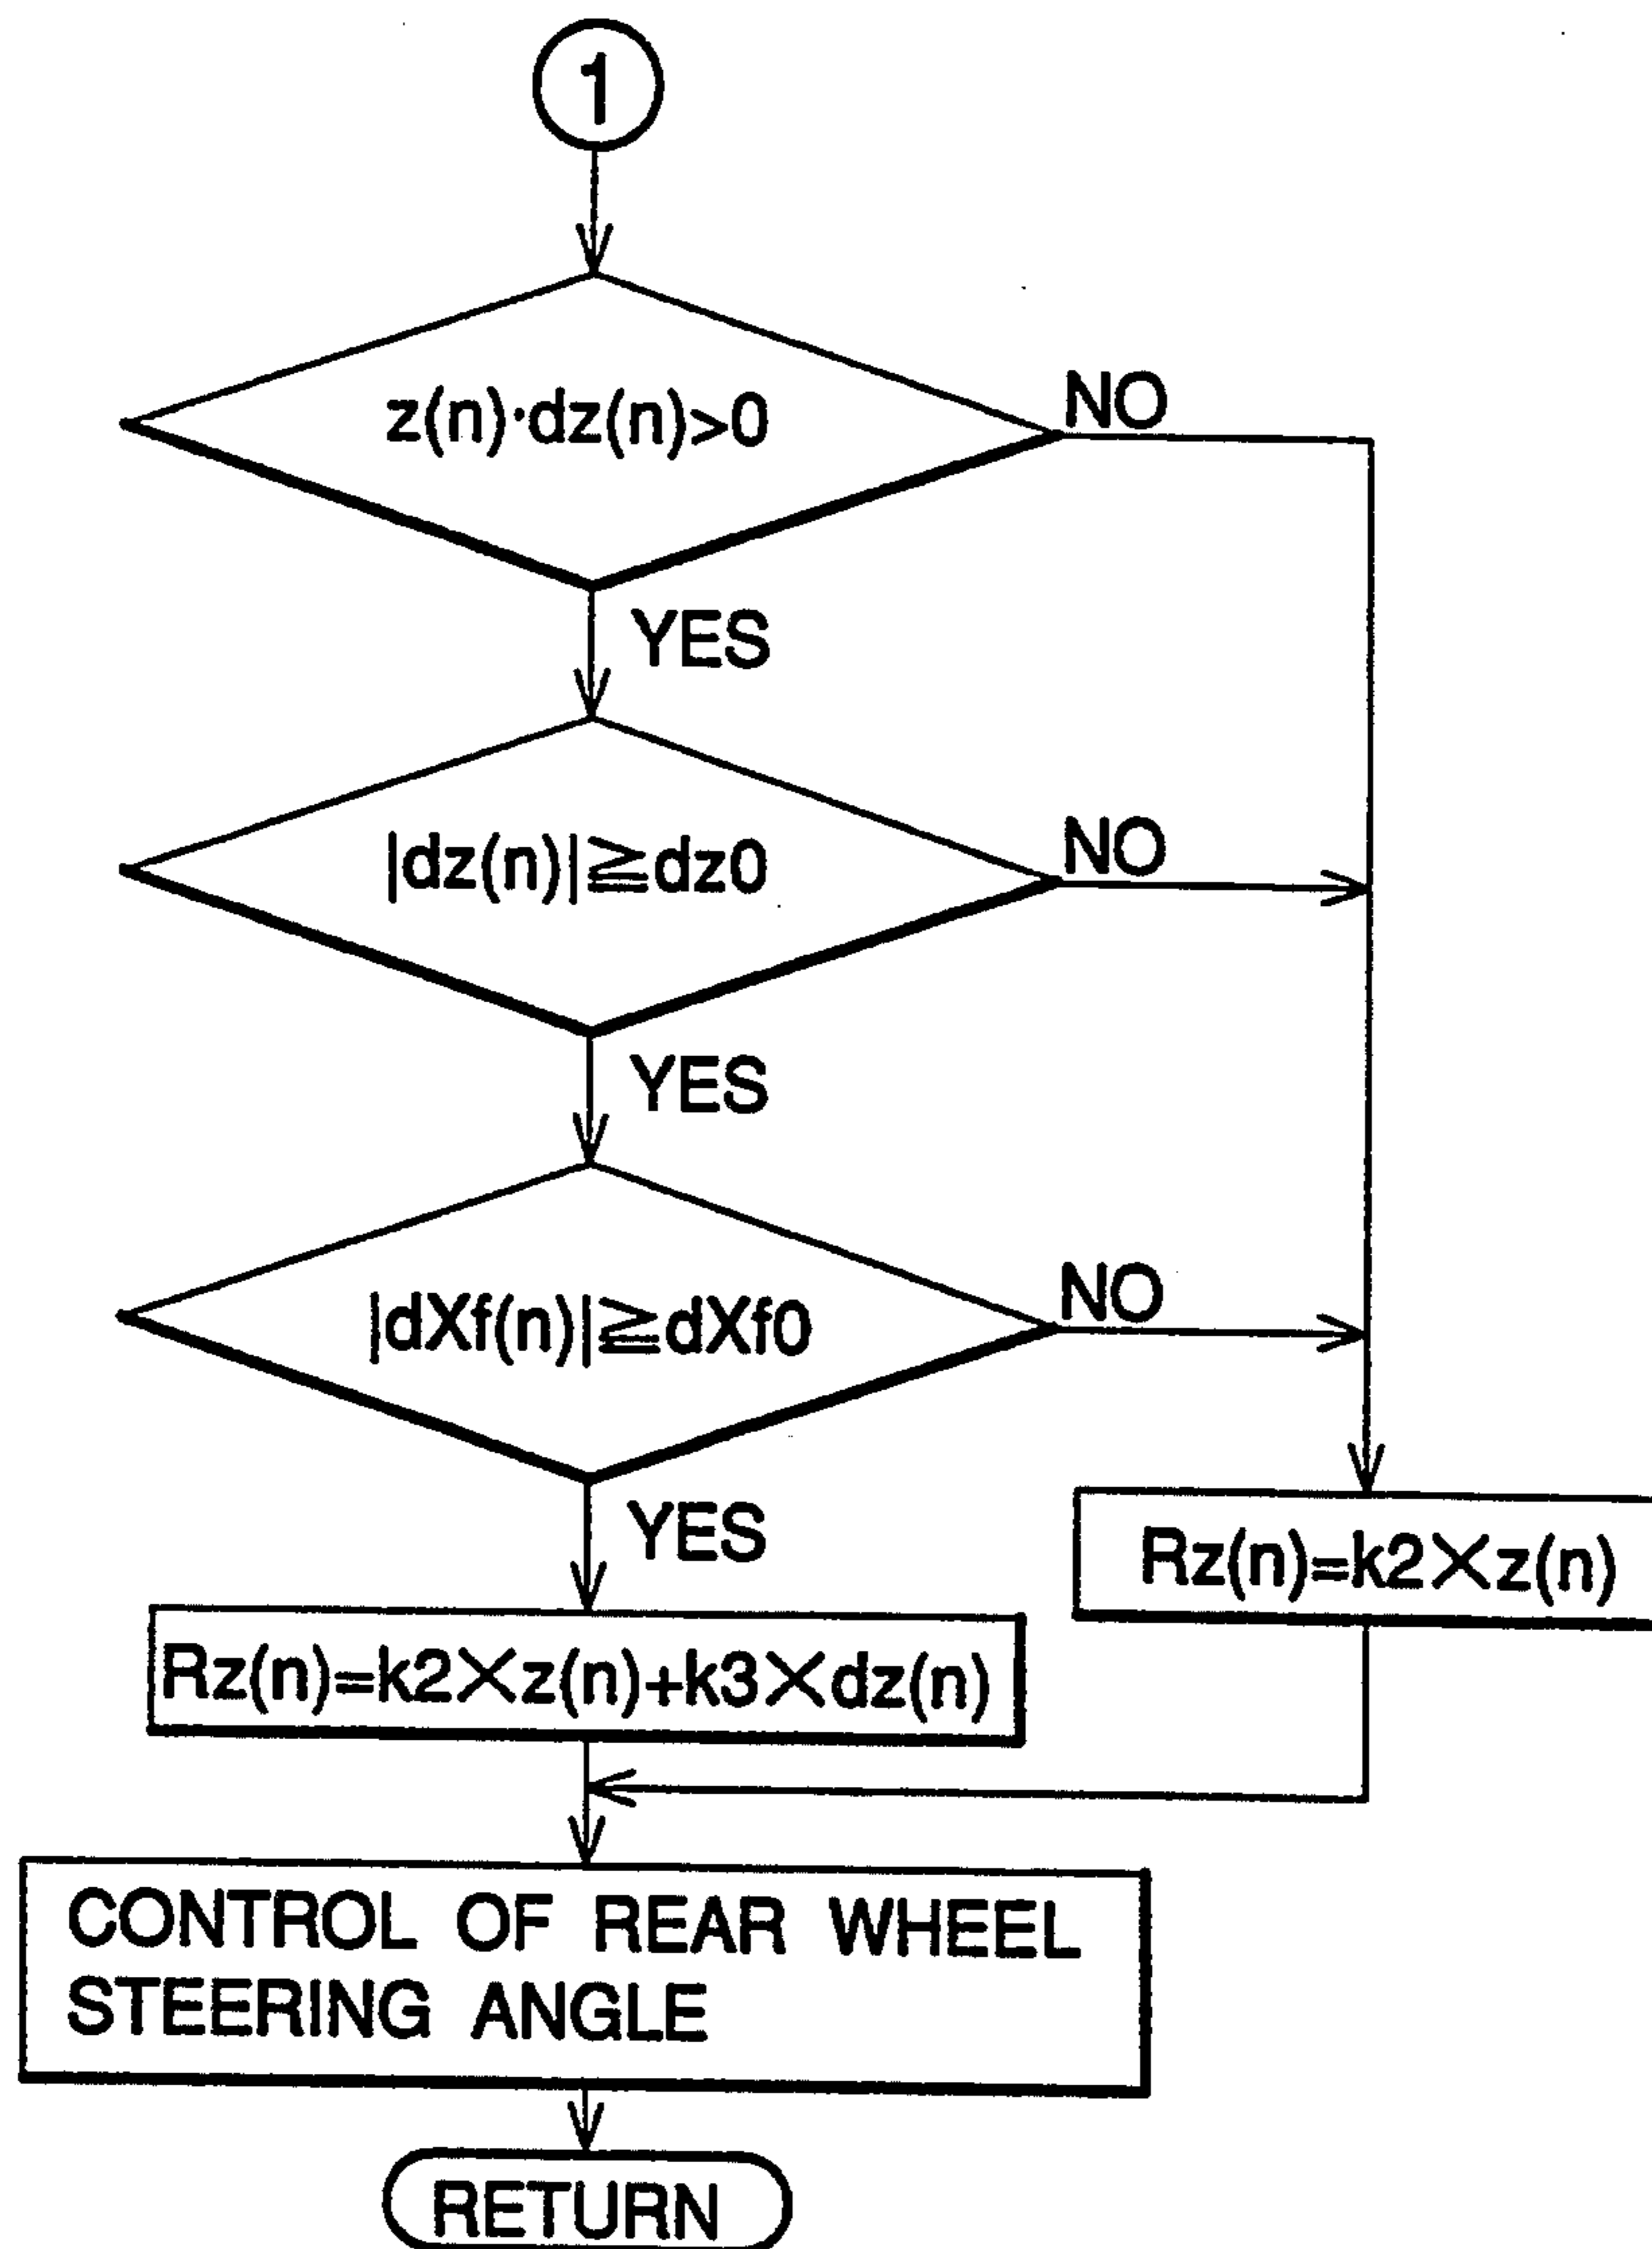 1
z(n)·dz(n)>0
NO
YES
|dz(n)|≧dz0
NO
YES
|dXf(n)|≧dXf0
NO
YES
Rz(n)=k2×z(n)
Rz(n)=k2×z(n)+k3×dz(n)
CONTROL OF REAR WHEEL
STEERING ANGLE
RETURN